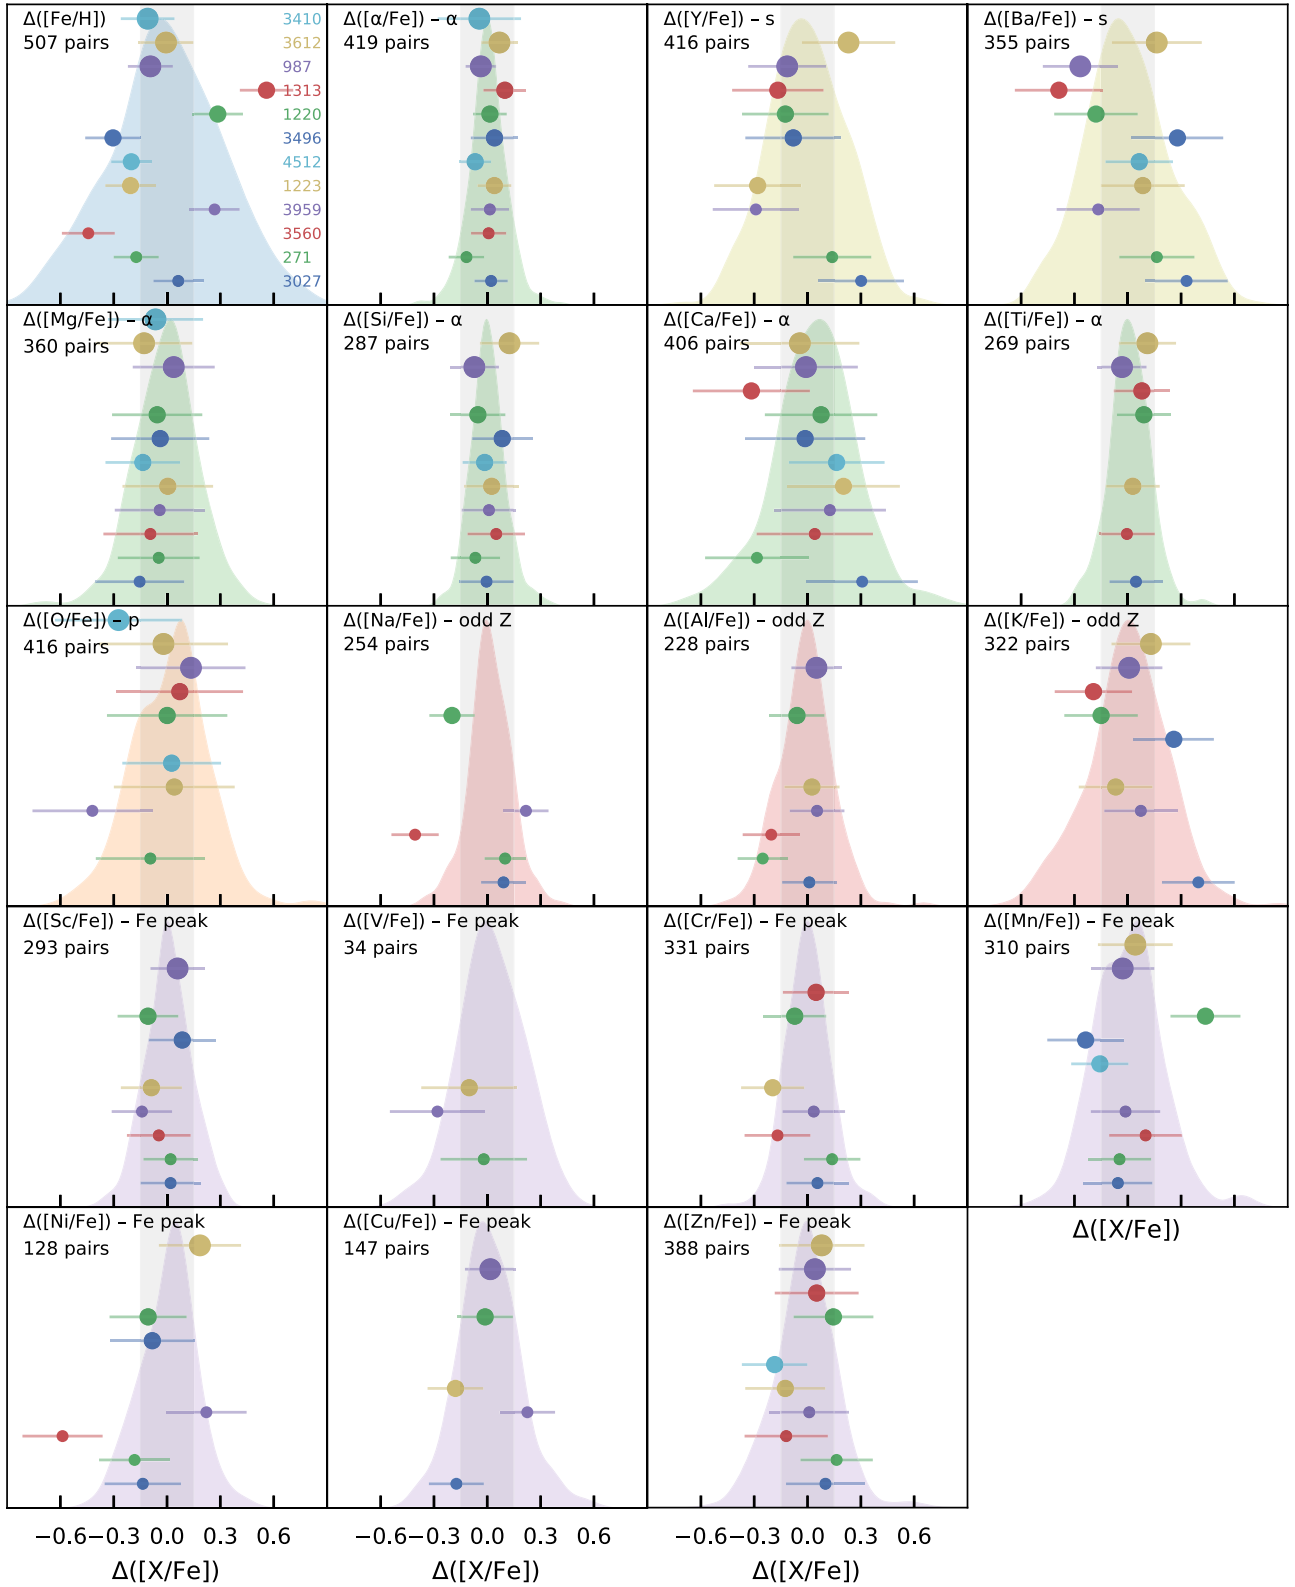 Δ([Fe/H])
507 pairs
3410
3612
987
1313
1220
3496
4512
1223
3959
3560
271
3027
Δ([α/Fe]) – α
419 pairs
Δ([Y/Fe]) – s
416 pairs
Δ([Ba/Fe]) – s
355 pairs
Δ([Mg/Fe]) – α
360 pairs
Δ([Si/Fe]) – α
287 pairs
Δ([Ca/Fe]) – α
406 pairs
Δ([Ti/Fe]) – α
269 pairs
Δ([O/Fe]) – p
416 pairs
Δ([Na/Fe]) – odd Z
254 pairs
Δ([Al/Fe]) – odd Z
228 pairs
Δ([K/Fe]) – odd Z
322 pairs
Δ([Sc/Fe]) – Fe peak
293 pairs
Δ([V/Fe]) – Fe peak
34 pairs
Δ([Cr/Fe]) – Fe peak
331 pairs
Δ([Mn/Fe]) – Fe peak
310 pairs
Δ([X/Fe])
Δ([Ni/Fe]) – Fe peak
128 pairs
Δ([Cu/Fe]) – Fe peak
147 pairs
Δ([Zn/Fe]) – Fe peak
388 pairs
−0.6 −0.3 0.0 0.3 0.6
−0.6 −0.3 0.0 0.3 0.6
−0.6 −0.3 0.0 0.3 0.6
Δ([X/Fe])
Δ([X/Fe])
Δ([X/Fe])